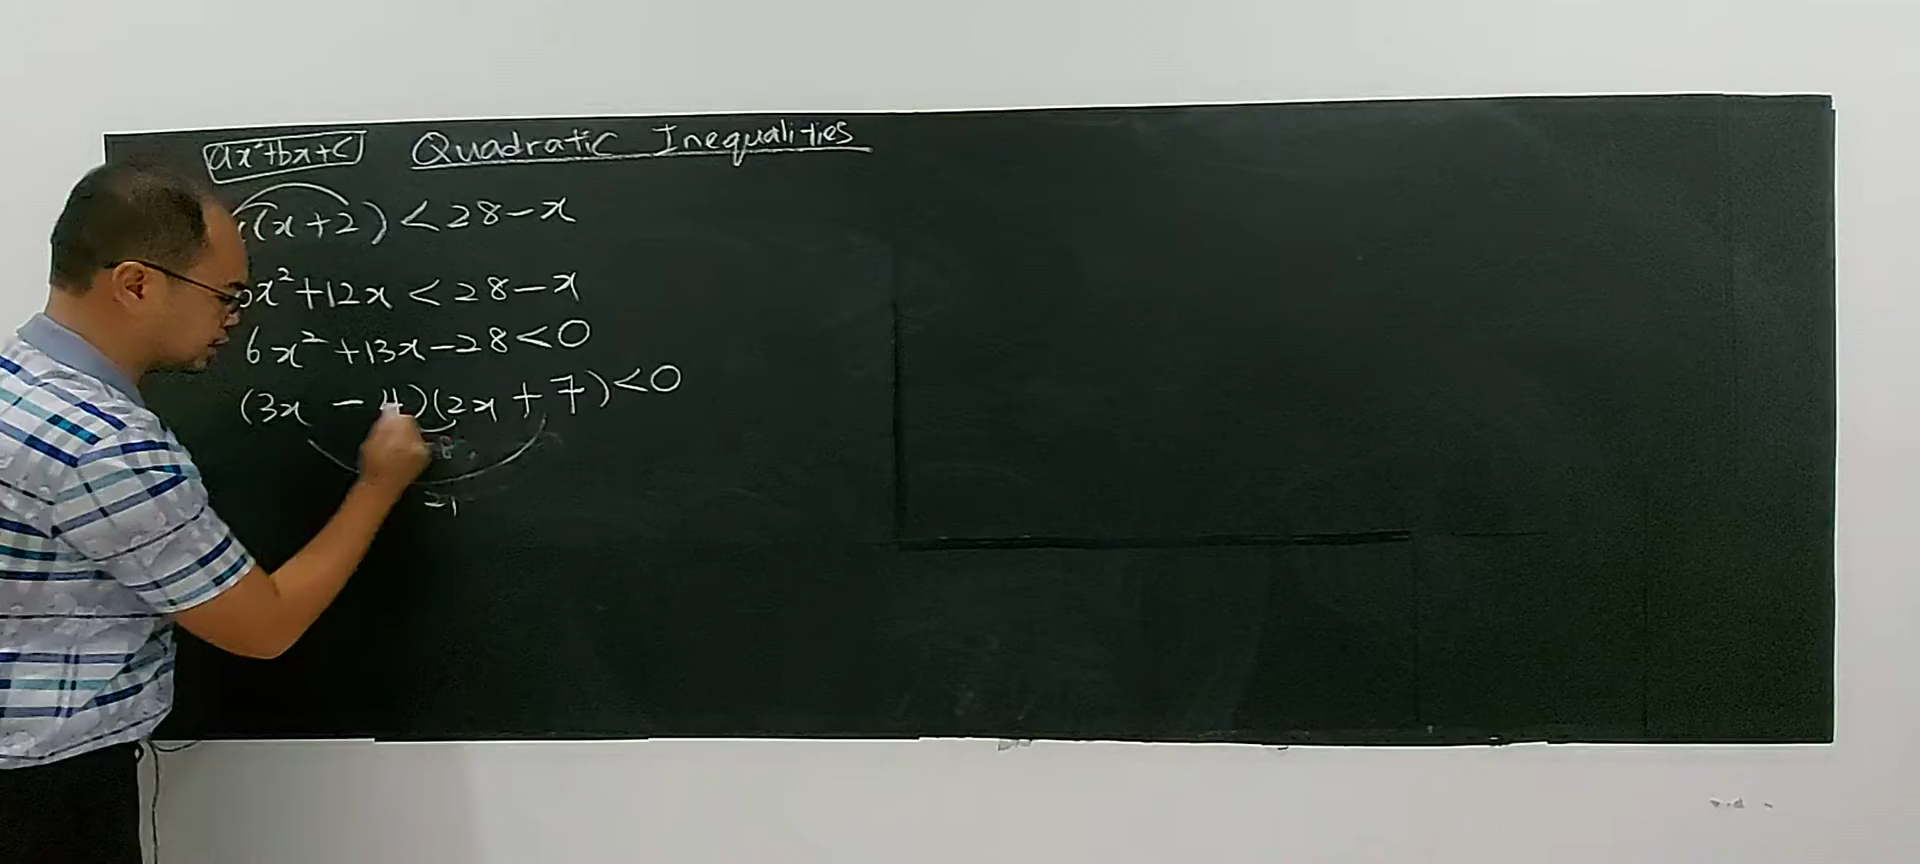 ax²+bx+c Quadratic Inequalities
(x+2)<28-x
x²+12x<28-x
6x²+13x-28<0
(3x-4)(2x+7)<0
21